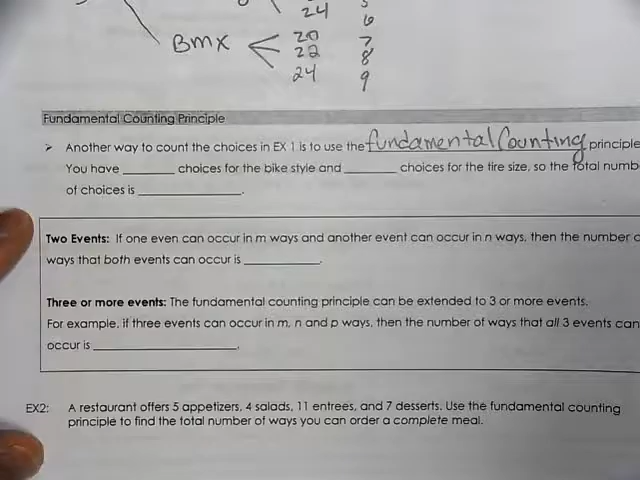 24
6
BMX < 20 7
22 8
24 9
Fundamental Counting Principle
➤ Another way to count the choices in EX 1 is to use the fundamental Counting principle
You have ______ choices for the bike style and ______ choices for the tire size, so the total numb
of choices is ____________.
Two Events: If one even can occur in m ways and another event can occur in n ways, then the number o
ways that both events can occur is _________.
Three or more events: The fundamental counting principle can be extended to 3 or more events.
For example, if three events can occur in m, n and p ways, then the number of ways that all 3 events can
occur is _________________.
EX2: A restaurant offers 5 appetizers, 4 salads, 11 entrees, and 7 desserts. Use the fundamental counting
principle to find the total number of ways you can order a complete meal.